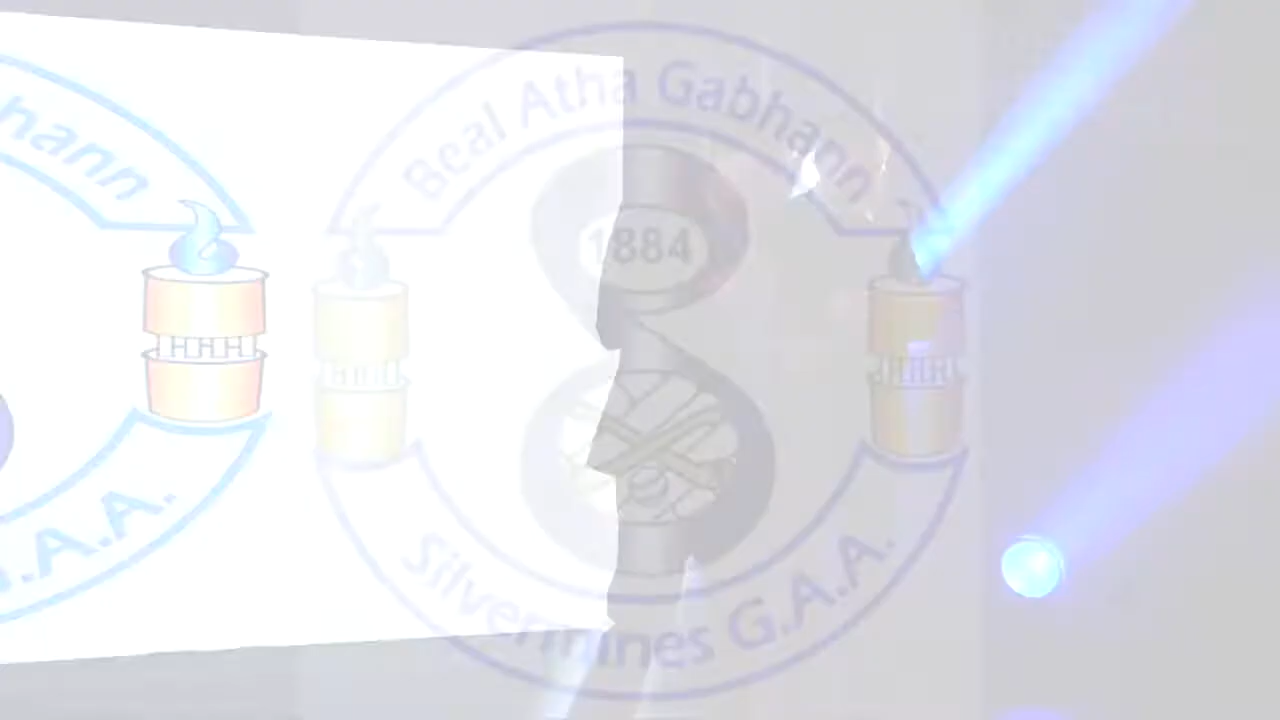 hann
G.A.A.
Beal Atha Gabhann
1884
Silvermines G.A.A.